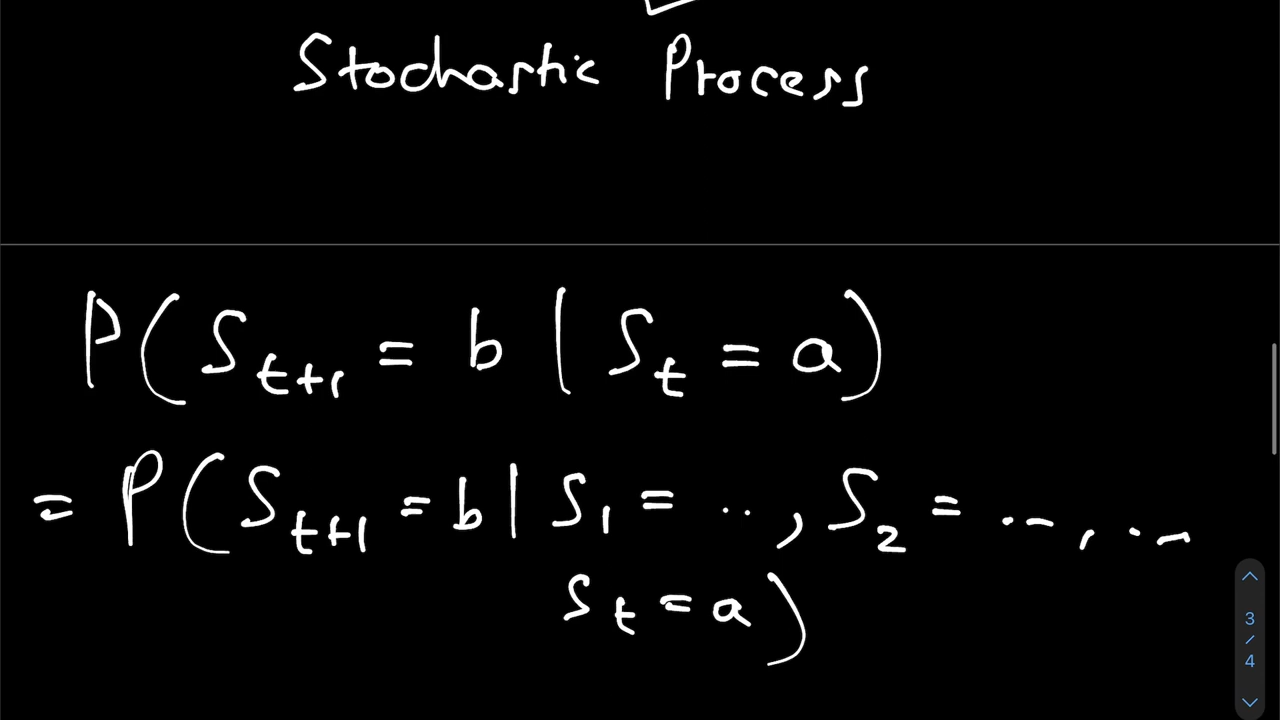 Stochastic Process
P(S_{t+1} = b | S_t = a)
= P(S_{t+1} = b | S_1 = .., S_2 = ..., ...
S_t = a)
3
/
4